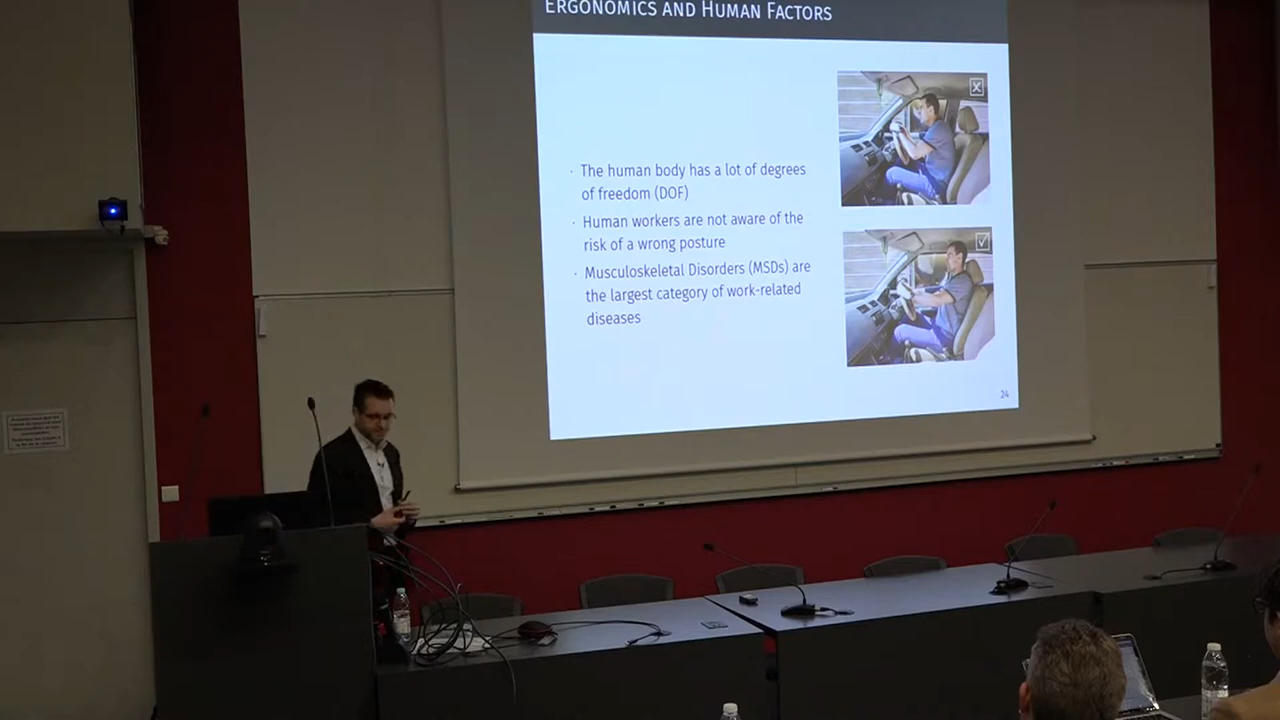 ERGONOMICS AND HUMAN FACTORS
· The human body has a lot of degrees
of freedom (DOF)
· Human workers are not aware of the
risk of a wrong posture
· Musculoskeletal Disorders (MSDs) are
the largest category of work-related
diseases
24